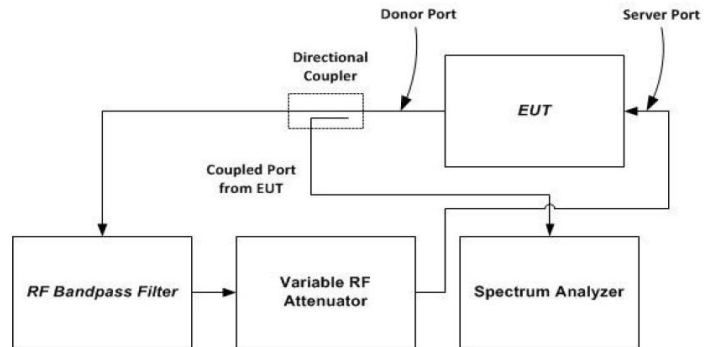 Donor Port
Server Port
Directional
Coupler
EUT
Coupled Port
from EUT
RF Bandpass Filter
Variable RF
Attenuator
Spectrum Analyzer